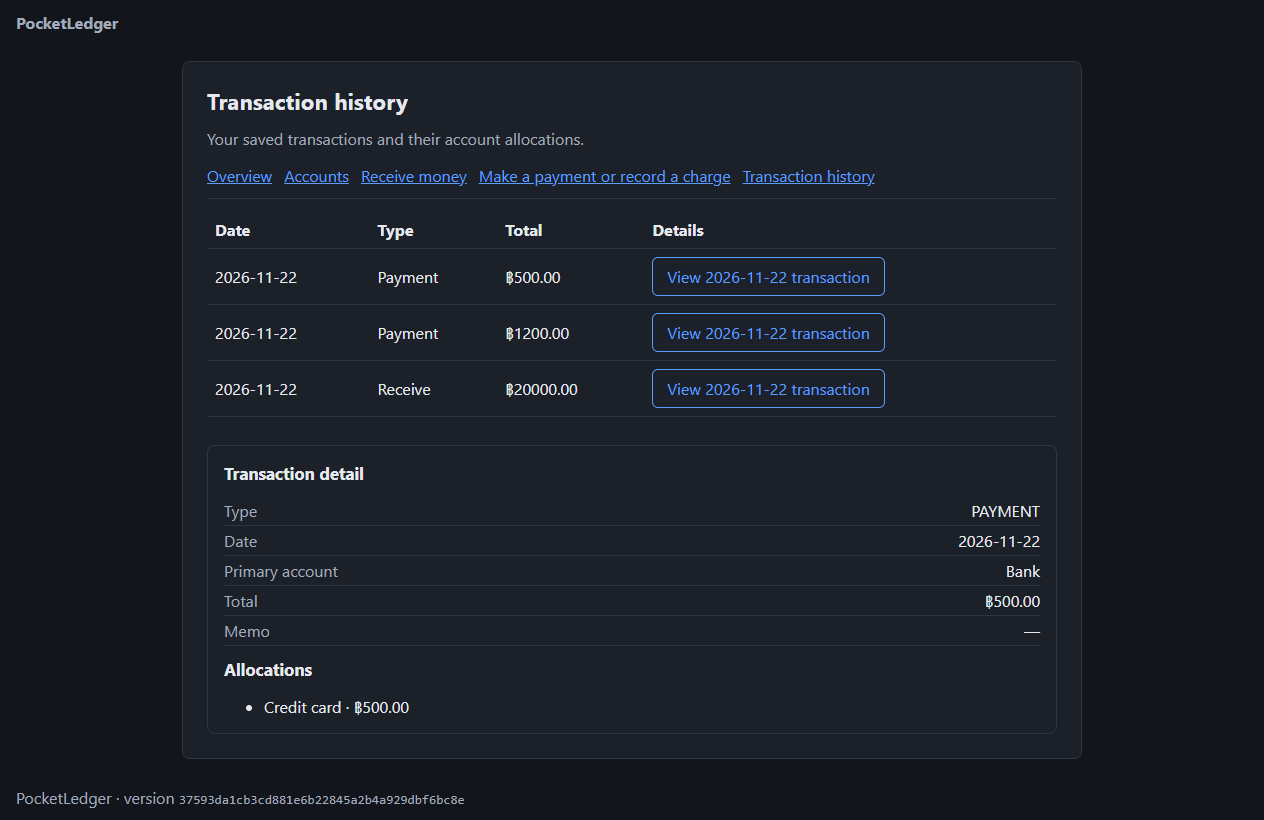 PocketLedger
Transaction history
Your saved transactions and their account allocations.
Overview Accounts Receive money Make a payment or record a charge Transaction history
Date Type Total Details
2026-11-22 Payment ฿500.00 View 2026-11-22 transaction
2026-11-22 Payment ฿1200.00 View 2026-11-22 transaction
2026-11-22 Receive ฿20000.00 View 2026-11-22 transaction
Transaction detail
Type PAYMENT
Date 2026-11-22
Primary account Bank
Total ฿500.00
Memo —
Allocations
• Credit card · ฿500.00
PocketLedger · version 37593da1cb3cd881e6b22845a2b4a929dbf6bc8e